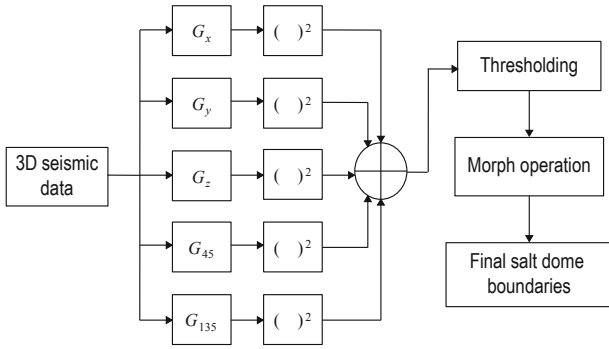 3D seismic
data
G_x
( )²
G_y
( )²
G_z
( )²
G_45
( )²
G_135
( )²
Thresholding
Morph operation
Final salt dome
boundaries